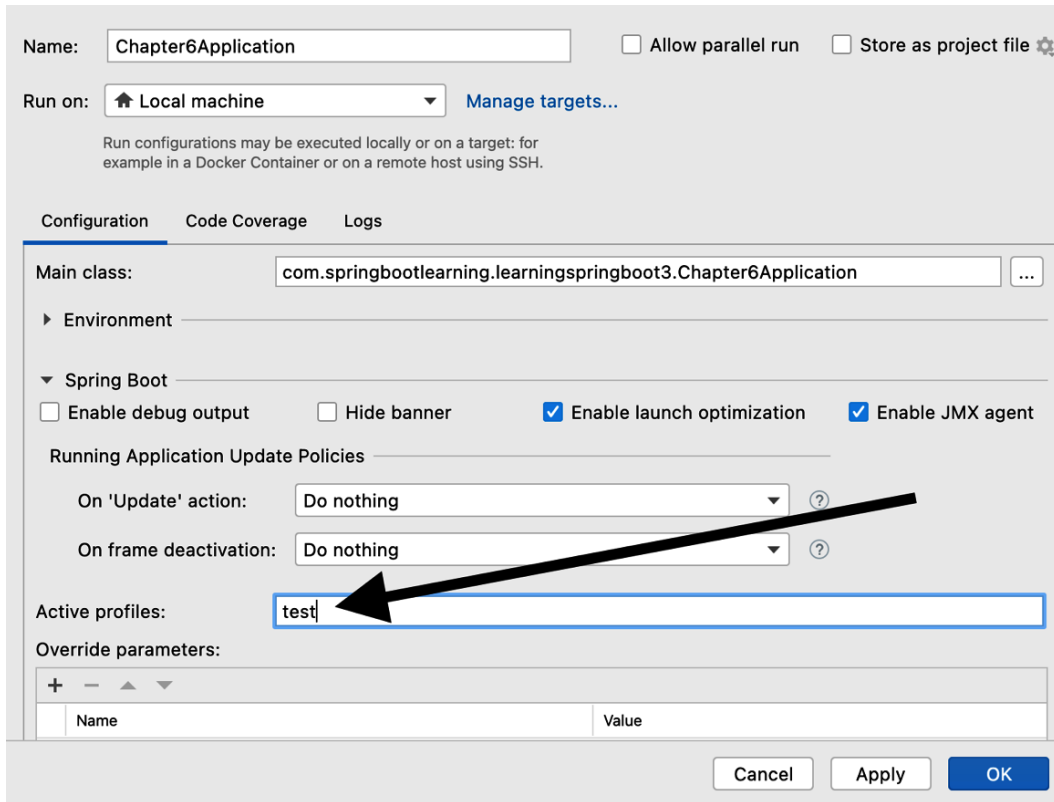 Name: Chapter6Application Allow parallel run Store as project file
Run on: Local machine Manage targets...
Run configurations may be executed locally or on a target: for
example in a Docker Container or on a remote host using SSH.
Configuration Code Coverage Logs
Main class: com.springbootlearning.learningspringboot3.Chapter6Application ...
Environment
Spring Boot
Enable debug output Hide banner Enable launch optimization Enable JMX agent
Running Application Update Policies
On 'Update' action: Do nothing ?
On frame deactivation: Do nothing ?
Active profiles: test
Override parameters:
+ −
Name Value
Cancel Apply OK